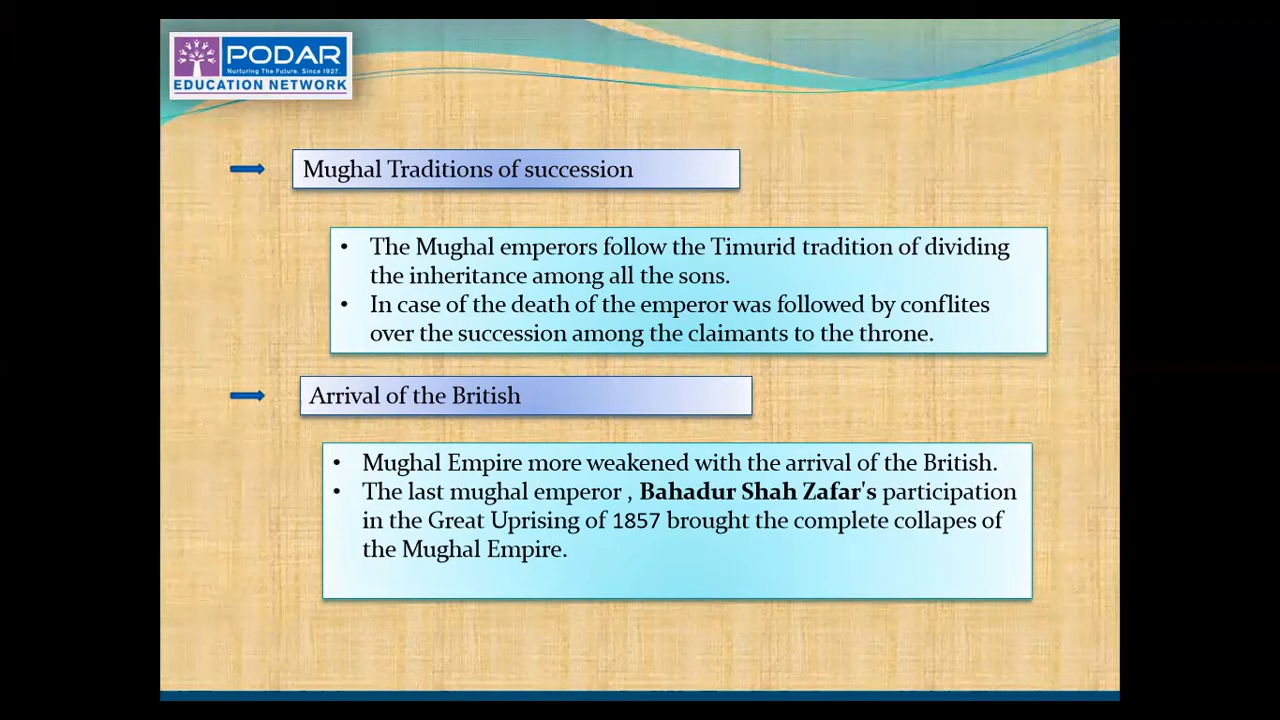 PODAR
Nurturing The Future. Since 1927.
EDUCATION NETWORK
Mughal Traditions of succession
• The Mughal emperors follow the Timurid tradition of dividing
the inheritance among all the sons.
• In case of the death of the emperor was followed by conflites
over the succession among the claimants to the throne.
Arrival of the British
• Mughal Empire more weakened with the arrival of the British.
• The last mughal emperor , Bahadur Shah Zafar's participation
in the Great Uprising of 1857 brought the complete collapes of
the Mughal Empire.